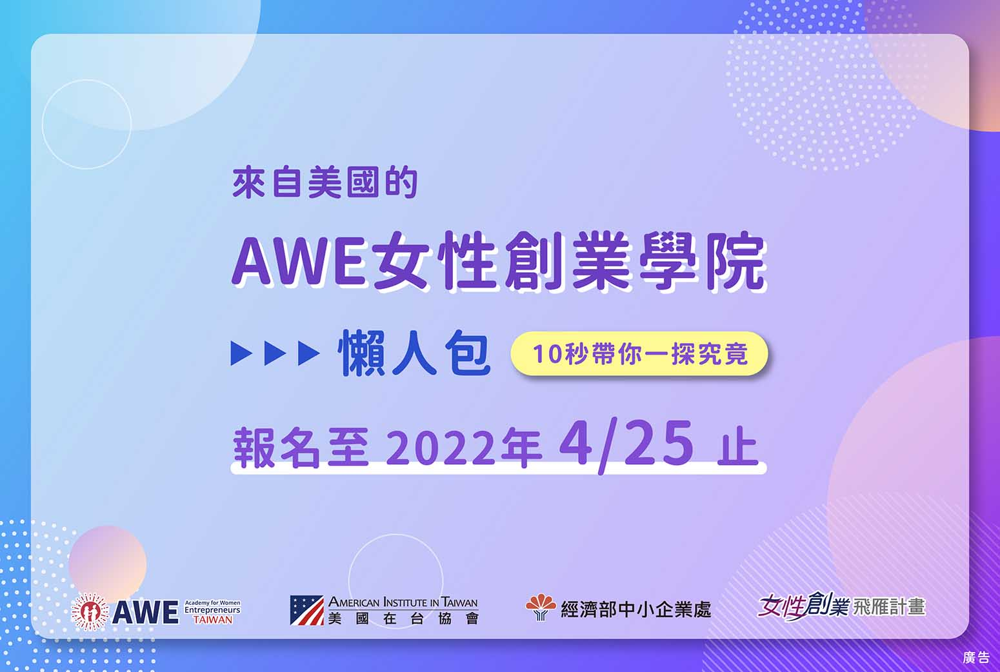 來自美國的
AWE女性創業學院
▶▶▶ 懶人包 10秒帶你一探究竟
報名至 2022年 4/25 止
AWE Academy for Women
Entrepreneurs
TAIWAN
AMERICAN INSTITUTE IN TAIWAN
美國在台協會
經濟部中小企業處
女性創業飛雁計畫
廣告